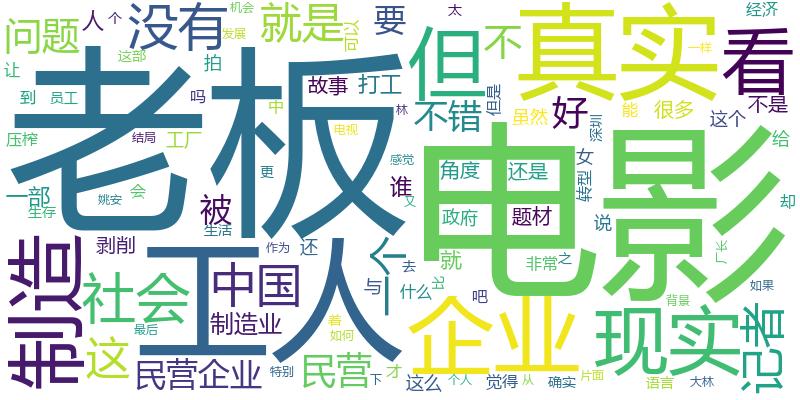 问题
人
个
没有
就是
可以
要
但
不
真实
看
太
机会
发展
这部
经济
一样
让
到
员工
吗
拍
中
故事
打工
林
不错
但是
虽然
好
能
很多
深圳
不是
这个
给
压榨
结局
工厂
电视
老板
电影
感觉
角度
还是
女
转型
一部
姚安
会
被
更
谁
又
政府
题材
说
却
生存
生活
制造
剥削
作为
还
工人
一个
去
就
非常
之
厂长
社会
中国
与
什么
吧
企业
现实
记者
背景
如果
这
最后
制造业
着
如何
民营企业
特别
民营
下
才
这么
个人
觉得
从
确实
片面
语言
大林